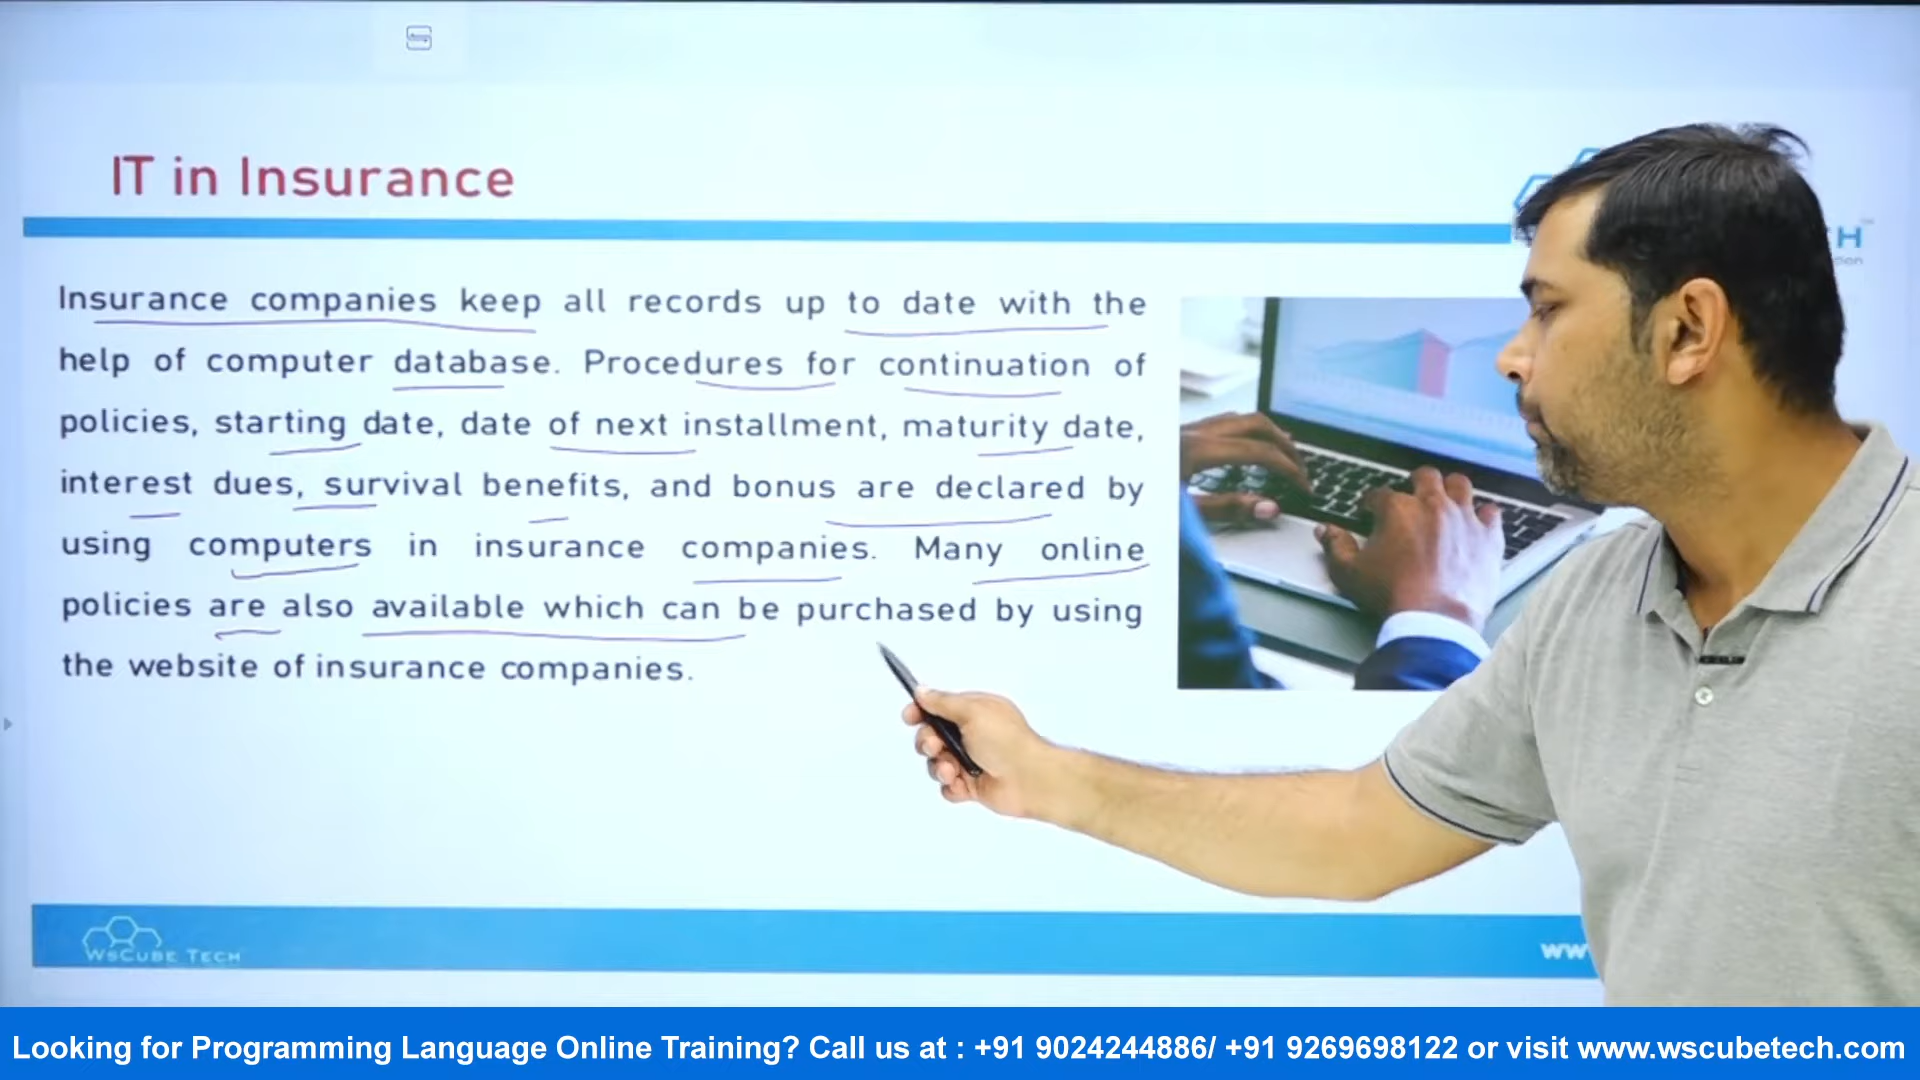 IT in Insurance
H
Insurance companies keep all records up to date with the
help of computer database. Procedures for continuation of
policies, starting date, date of next installment, maturity date,
interest dues, survival benefits, and bonus are declared by
using computers in insurance companies. Many online
policies are also available which can be purchased by using
the website of insurance companies.
WsCube Tech
ww
Looking for Programming Language Online Training? Call us at : +91 9024244886/ +91 9269698122 or visit www.wscubetech.com